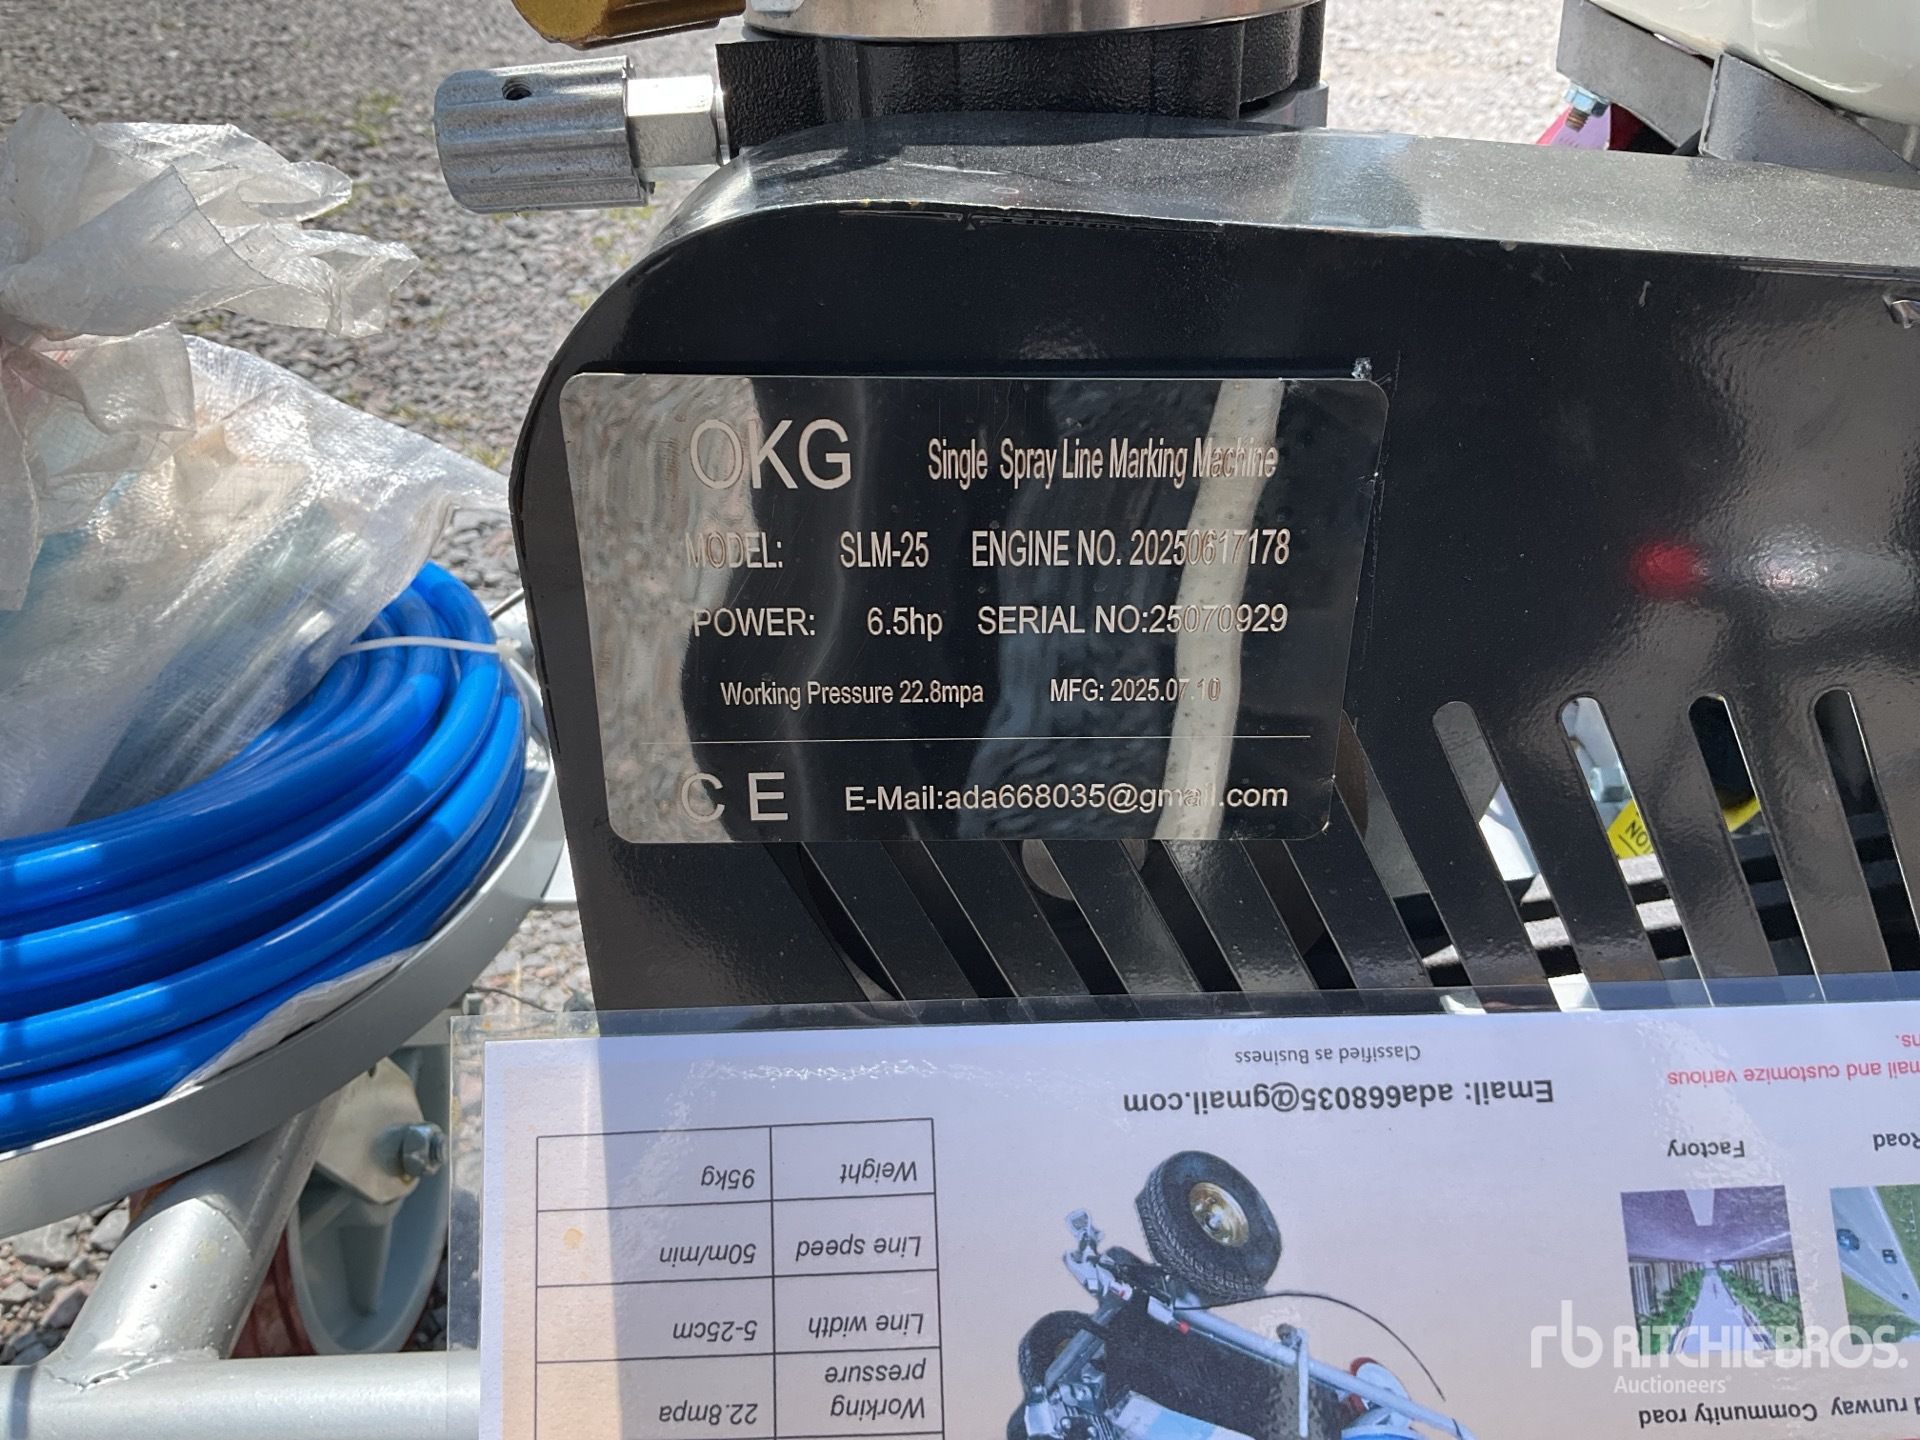 OKG Single Spray Line Marking Machine
MODEL: SLM-25 ENGINE NO. 20250617178
POWER: 6.5hp SERIAL NO:25070929
Working Pressure 22.8mpa MFG: 2025.07.10
CE E-Mail:ada668035@gmail.com
runway Community road
Road Factory
mail and customize various
ns.
Email: ada668035@gmail.com
Classified as Business
Working pressure 22.8mpa
Line width 5-25cm
Line speed 50m/min
Weight 95kg
rb RITCHIE BROS.
Auctioneers